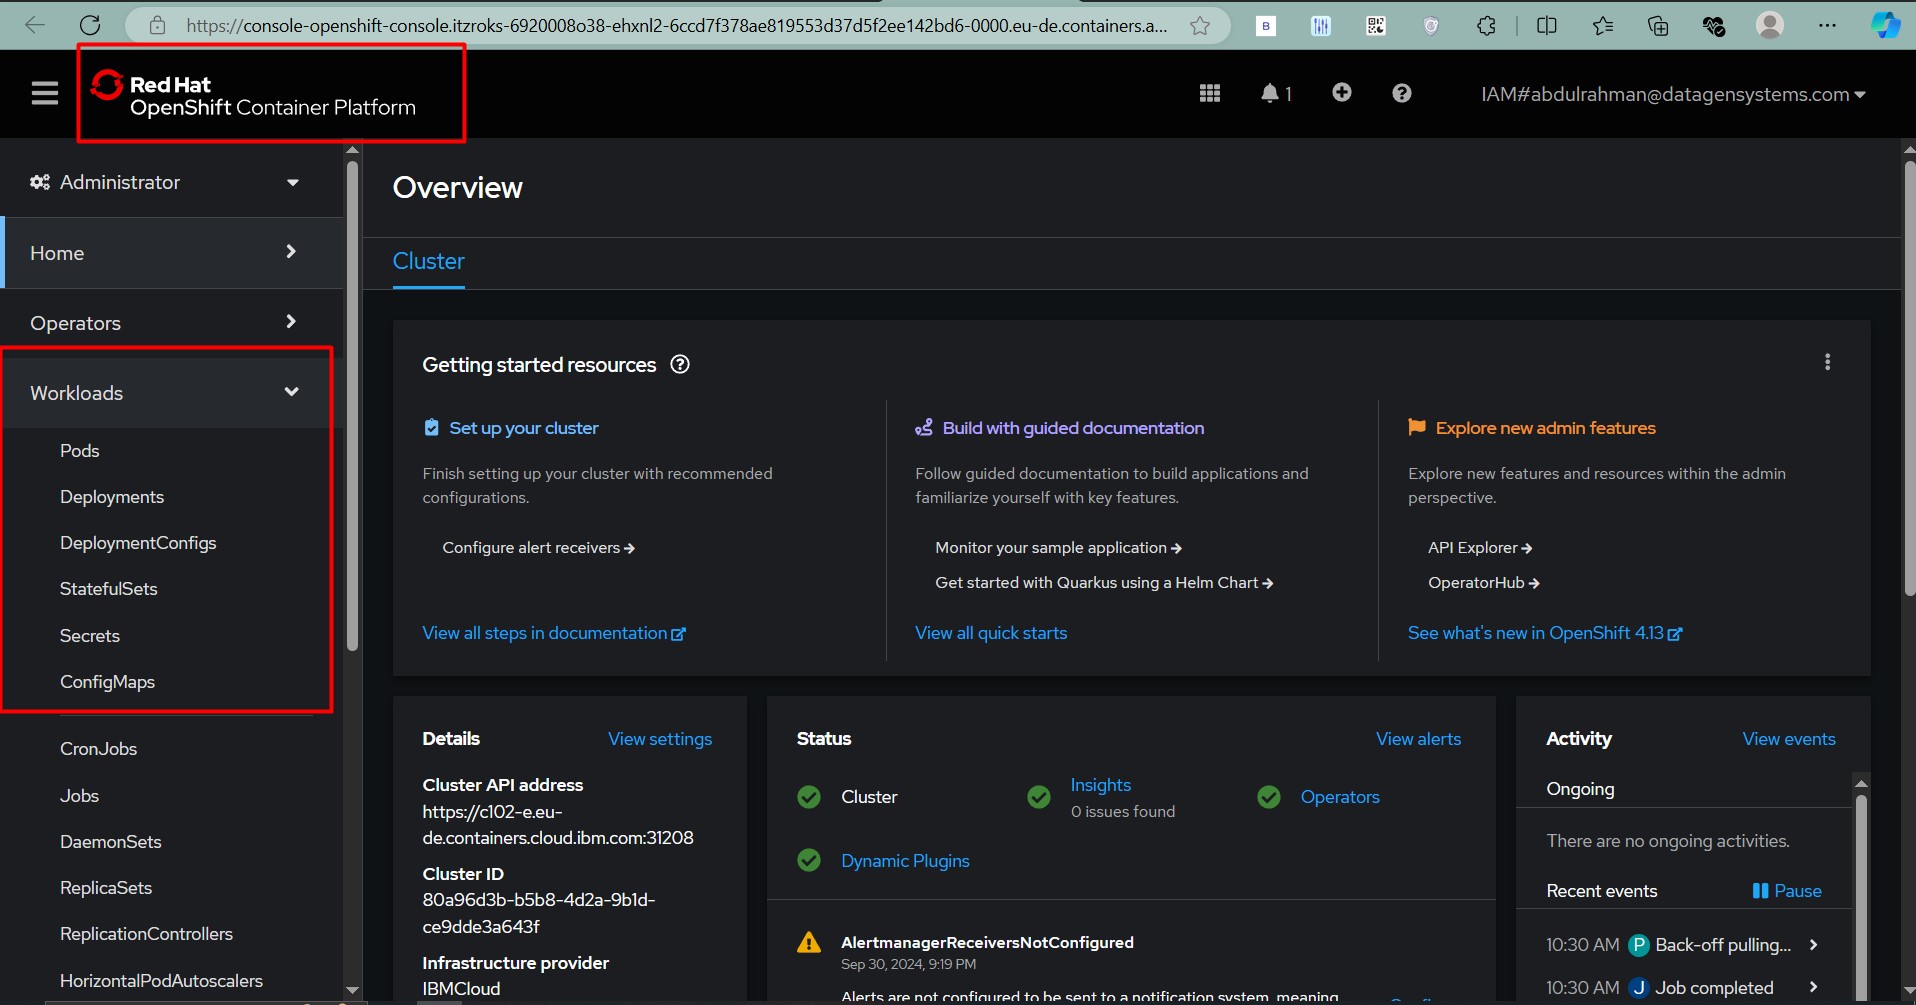 https://console-openshift-console.itzroks-6920008o38-ehxnl2-6ccd7f378ae819553d37d5f2ee142bd6-0000.eu-de.containers.a...
B
Red Hat
OpenShift Container Platform
1
IAM#abdulrahman@datagensystems.com
Administrator
Home
Operators
Workloads
Pods
Deployments
DeploymentConfigs
StatefulSets
Secrets
ConfigMaps
CronJobs
Jobs
DaemonSets
ReplicaSets
ReplicationControllers
HorizontalPodAutoscalers
Overview
Cluster
Getting started resources
Set up your cluster
Finish setting up your cluster with recommended
configurations.
Configure alert receivers
View all steps in documentation
Build with guided documentation
Follow guided documentation to build applications and
familiarize yourself with key features.
Monitor your sample application
Get started with Quarkus using a Helm Chart
View all quick starts
Explore new admin features
Explore new features and resources within the admin
perspective.
API Explorer
OperatorHub
See what's new in OpenShift 4.13
Details
View settings
Cluster API address
https://c102-e.eu-
de.containers.cloud.ibm.com:31208
Cluster ID
80a96d3b-b5b8-4d2a-9b1d-
ce9dde3a643f
Infrastructure provider
IBMCloud
Status
View alerts
Cluster
Insights
0 issues found
Operators
Dynamic Plugins
AlertmanagerReceiversNotConfigured
Sep 30, 2024, 9:19 PM
Alerts are not configured to be sent to a notification system, meaning
Activity
View events
Ongoing
There are no ongoing activities.
Recent events
Pause
10:30 AM P Back-off pulling...
10:30 AM J Job completed